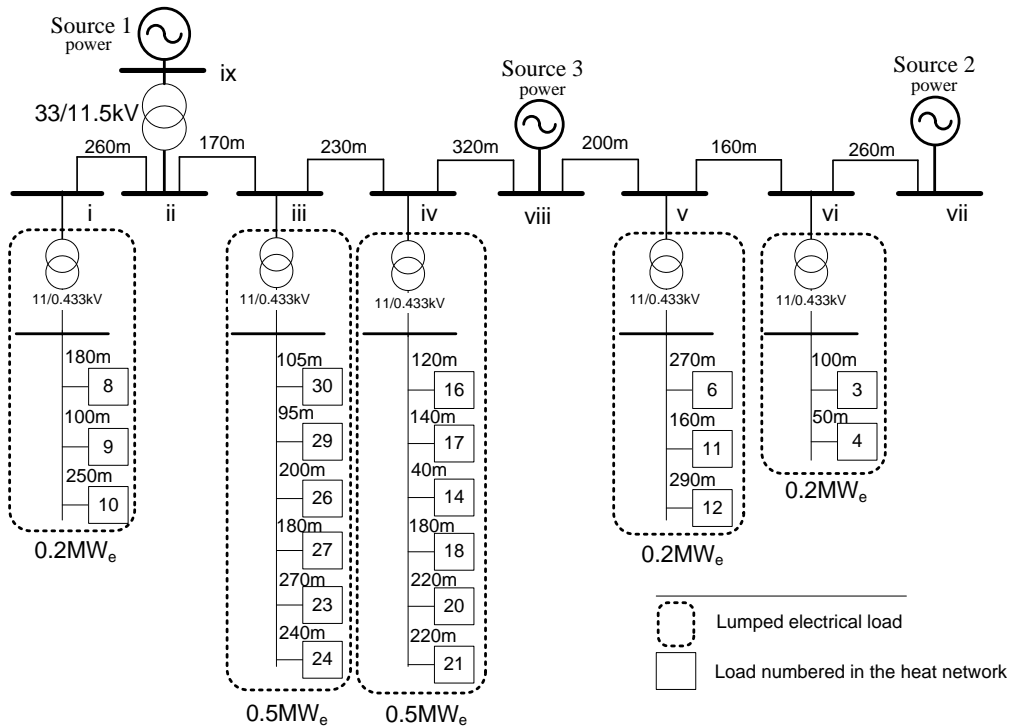 Source 1
power
ix
33/11.5kV
Source 3
power
Source 2
power
260m
170m
230m
320m
200m
160m
260m
i
ii
iii
iv
viii
v
vi
vii
11/0.433kV
11/0.433kV
11/0.433kV
11/0.433kV
11/0.433kV
180m
8
100m
9
250m
10
0.2MWe
105m
30
95m
29
200m
26
180m
27
270m
23
240m
24
0.5MWe
120m
16
140m
17
40m
14
180m
18
220m
20
220m
21
0.5MWe
270m
6
160m
11
290m
12
0.2MWe
100m
3
50m
4
0.2MWe
Lumped electrical load
Load numbered in the heat network